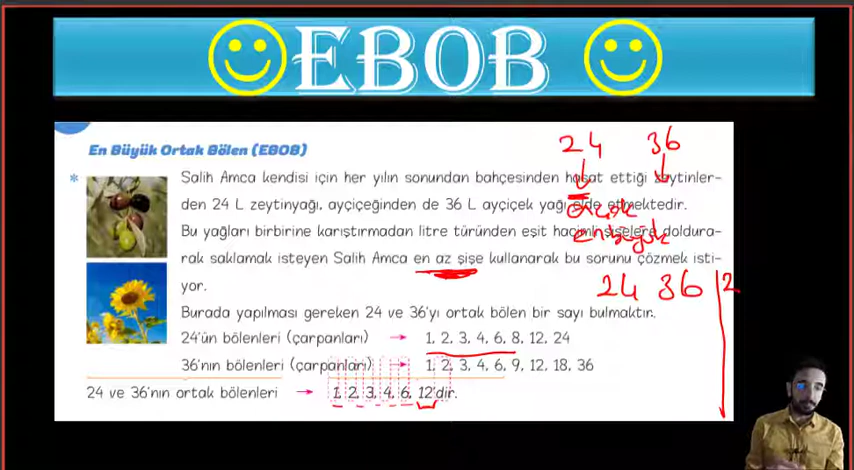 EBOB
En Büyük Ortak Bölen (EBOB)
24 36
* Salih Amca kendisi için her yılın sonundan bahçesinden hasat ettiği zeytinler-
den 24 L zeytinyağı, ayçiçeğinden de 36 L ayçiçek yağı elde etmektedir.
en çok
Bu yağları birbirine karıştırmadan litre türünden eşit hacimli şişelere doldura-
en büyük
rak saklamak isteyen Salih Amca en az şişe kullanarak bu sorunu çözmek isti-
yor.
24 36 2
Burada yapılması gereken 24 ve 36'yı ortak bölen bir sayı bulmaktır.
24'ün bölenleri (çarpanları) → 1, 2, 3, 4, 6, 8, 12, 24
36'nın bölenleri (çarpanları) → 1, 2, 3, 4, 6, 9, 12, 18, 36
24 ve 36'nın ortak bölenleri → 1, 2, 3, 4, 6, 12'dir.